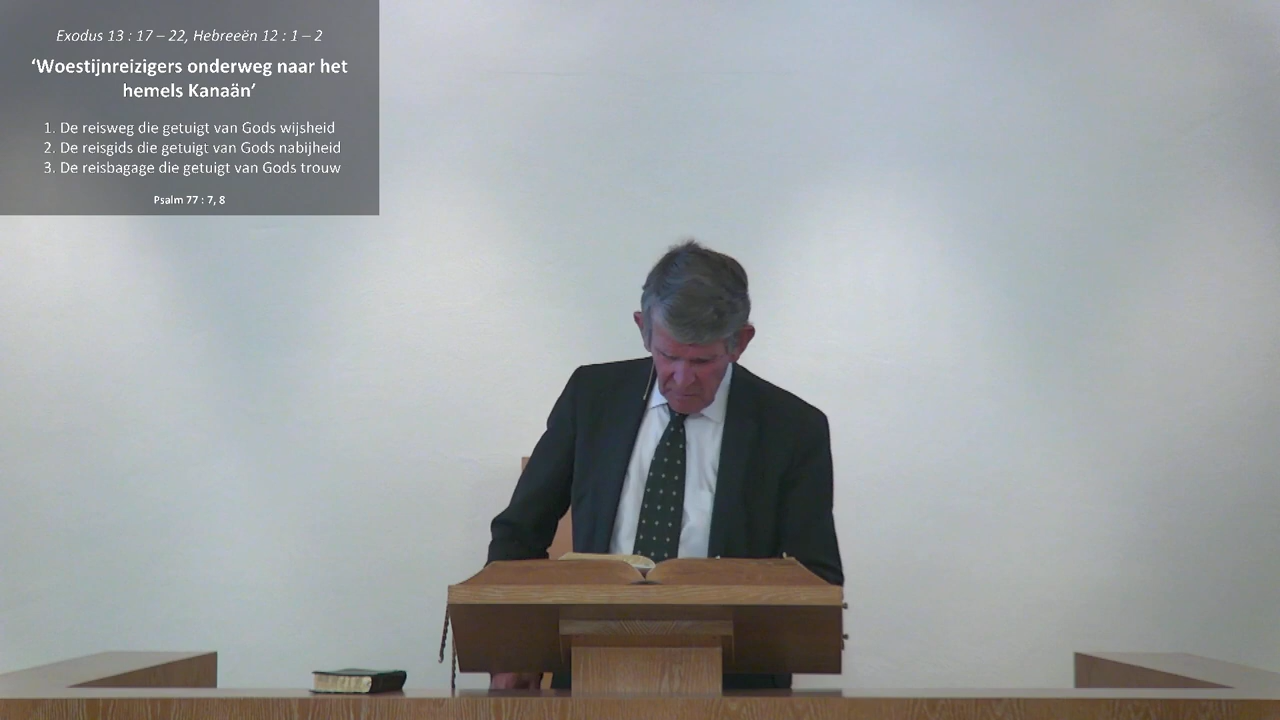 Exodus 13 : 17 – 22, Hebreeën 12 : 1 – 2
‘Woestijnreizigers onderweg naar het
hemels Kanaän’
1. De reisweg die getuigt van Gods wijsheid
2. De reisgids die getuigt van Gods nabijheid
3. De reisbagage die getuigt van Gods trouw
Psalm 77 : 7, 8